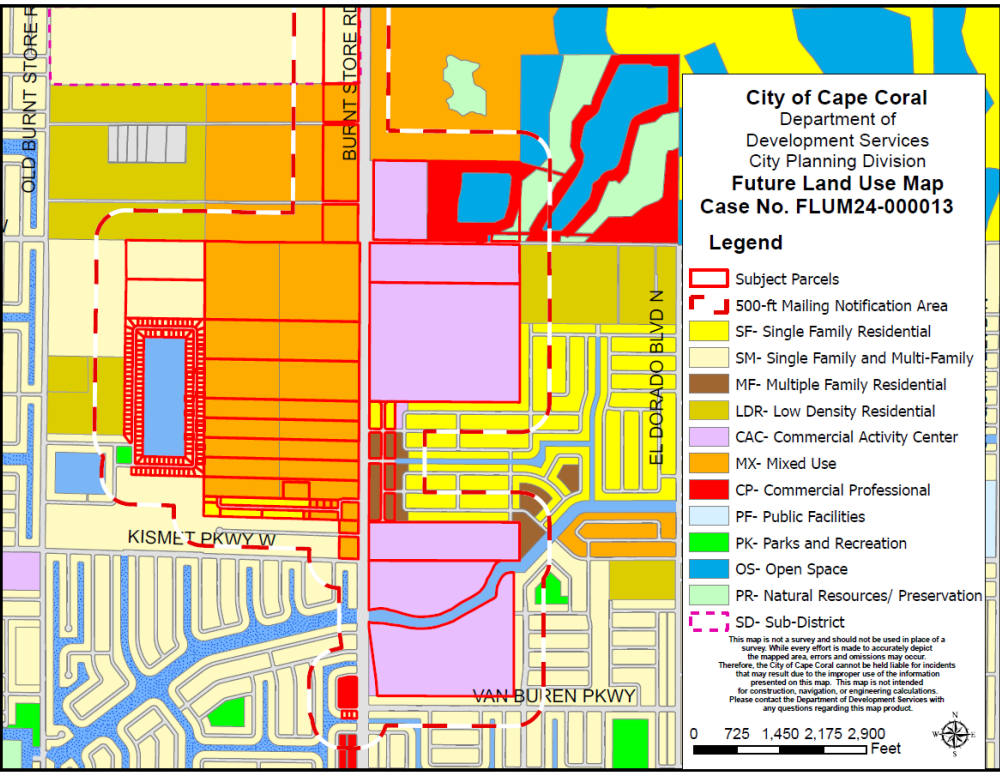 OLD BURNT STORE R
BURNT STORE RD
EL DORADO BLVD N
KISMET PKWY W
VAN BUREN PKWY
City of Cape Coral
Department of
Development Services
City Planning Division
Future Land Use Map
Case No. FLUM24-000013
Legend
Subject Parcels
500-ft Mailing Notification Area
SF- Single Family Residential
SM- Single Family and Multi-Family
MF- Multiple Family Residential
LDR- Low Density Residential
CAC- Commercial Activity Center
MX- Mixed Use
CP- Commercial Professional
PF- Public Facilities
PK- Parks and Recreation
OS- Open Space
PR- Natural Resources/ Preservation
SD- Sub-District
This map is not a survey and should not be used in place of a
survey. While every effort is made to accurately depict
the mapped area, errors and omissions may occur.
Therefore, the City of Cape Coral cannot be held liable for incidents
that may result due to the improper use of the information
presented on this map. This map is not intended
for construction, navigation, or engineering calculations.
Please contact the Department of Development Services with
any questions regarding this map product.
N
W E
S
0 725 1,450 2,175 2,900
Feet